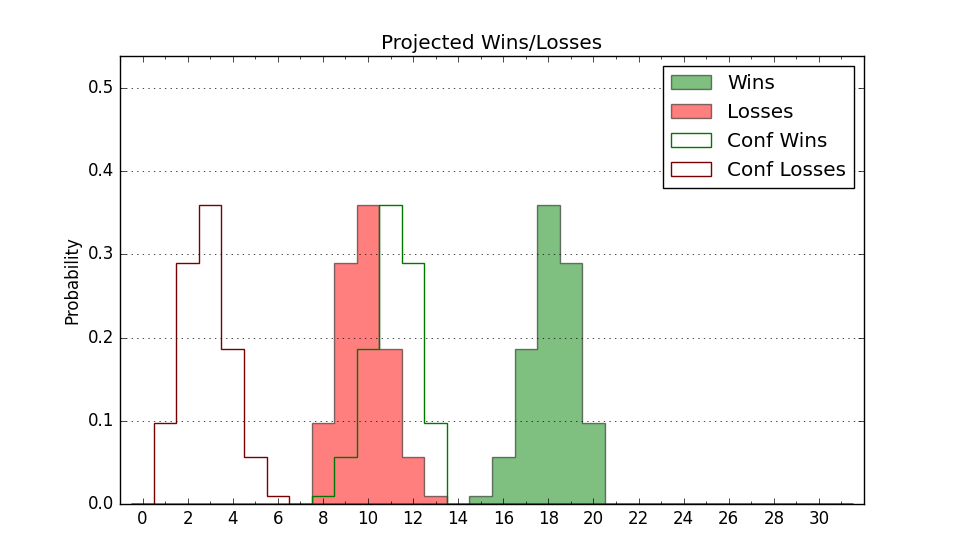 Projected Wins/Losses
Wins
Losses
Conf Wins
Conf Losses
Probability
0.5
0.4
0.3
0.2
0.1
0.0
0 2 4 6 8 10 12 14 16 18 20 22 24 26 28 30